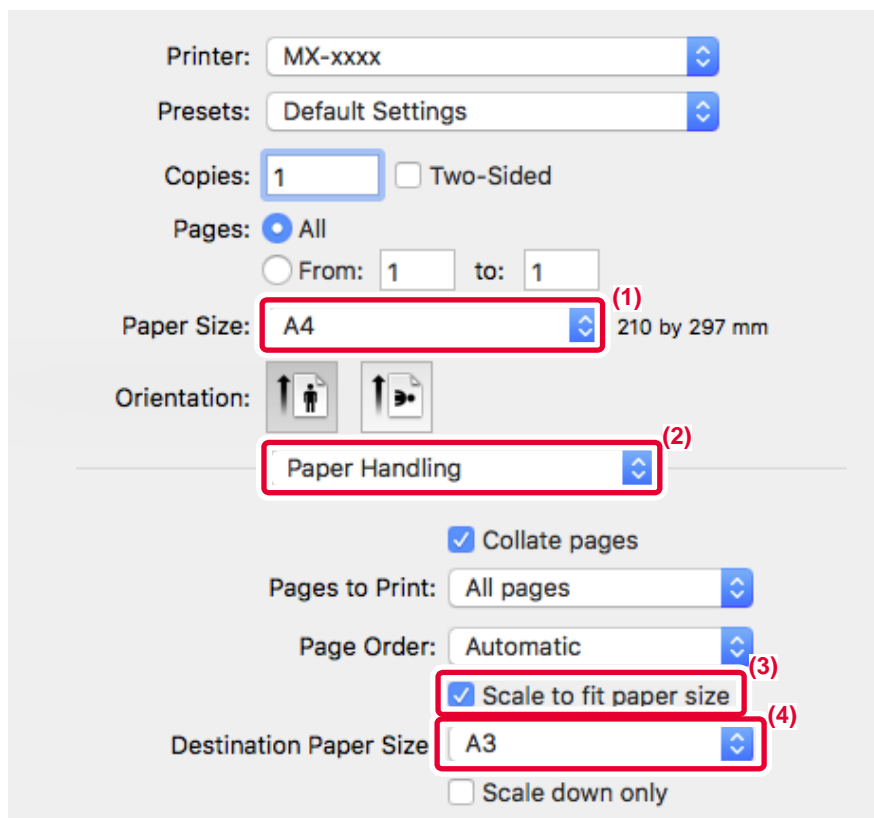 Printer: MX-xxxx
Presets: Default Settings
Copies: 1 Two-Sided
Pages: All
From: 1 to: 1
(1)
Paper Size: A4 210 by 297 mm
Orientation:
(2)
Paper Handling
Collate pages
Pages to Print: All pages
Page Order: Automatic
(3)
Scale to fit paper size
(4)
Destination Paper Size A3
Scale down only